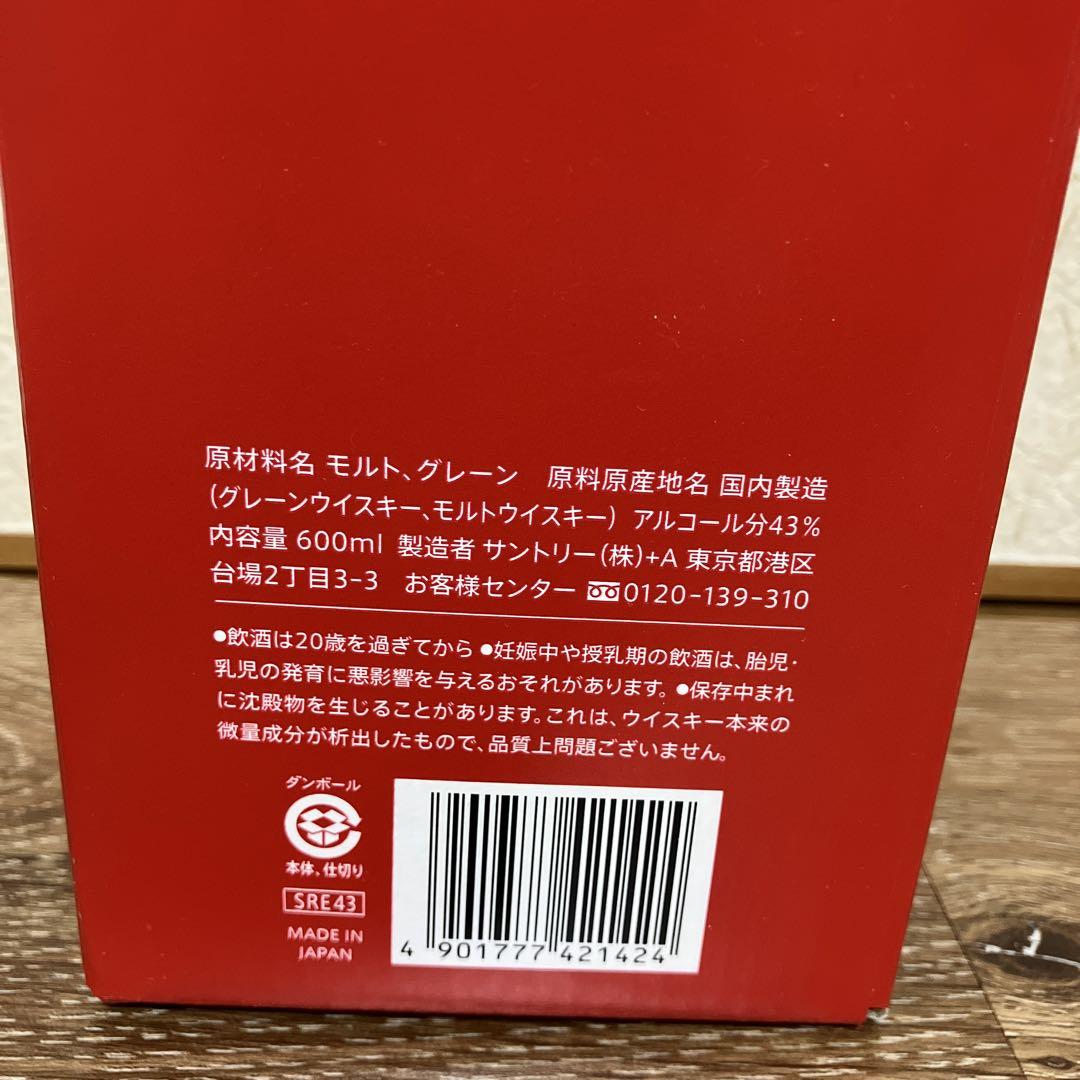 原材料名 モルト、グレーン　原料原産地名 国内製造
(グレーンウイスキー、モルトウイスキー) アルコール分43%
内容量 600ml 製造者 サントリー(株)+A 東京都港区
台場2丁目3-3　お客様センター 0120-139-310
●飲酒は20歳を過ぎてから ●妊娠中や授乳期の飲酒は、胎児・
乳児の発育に悪影響を与えるおそれがあります。●保存中まれ
に沈殿物を生じることがあります。これは、ウイスキー本来の
微量成分が析出したもので、品質上問題ございません。
ダンボール
本体、仕切り
SRE43
MADE IN
JAPAN
4 901777 421424